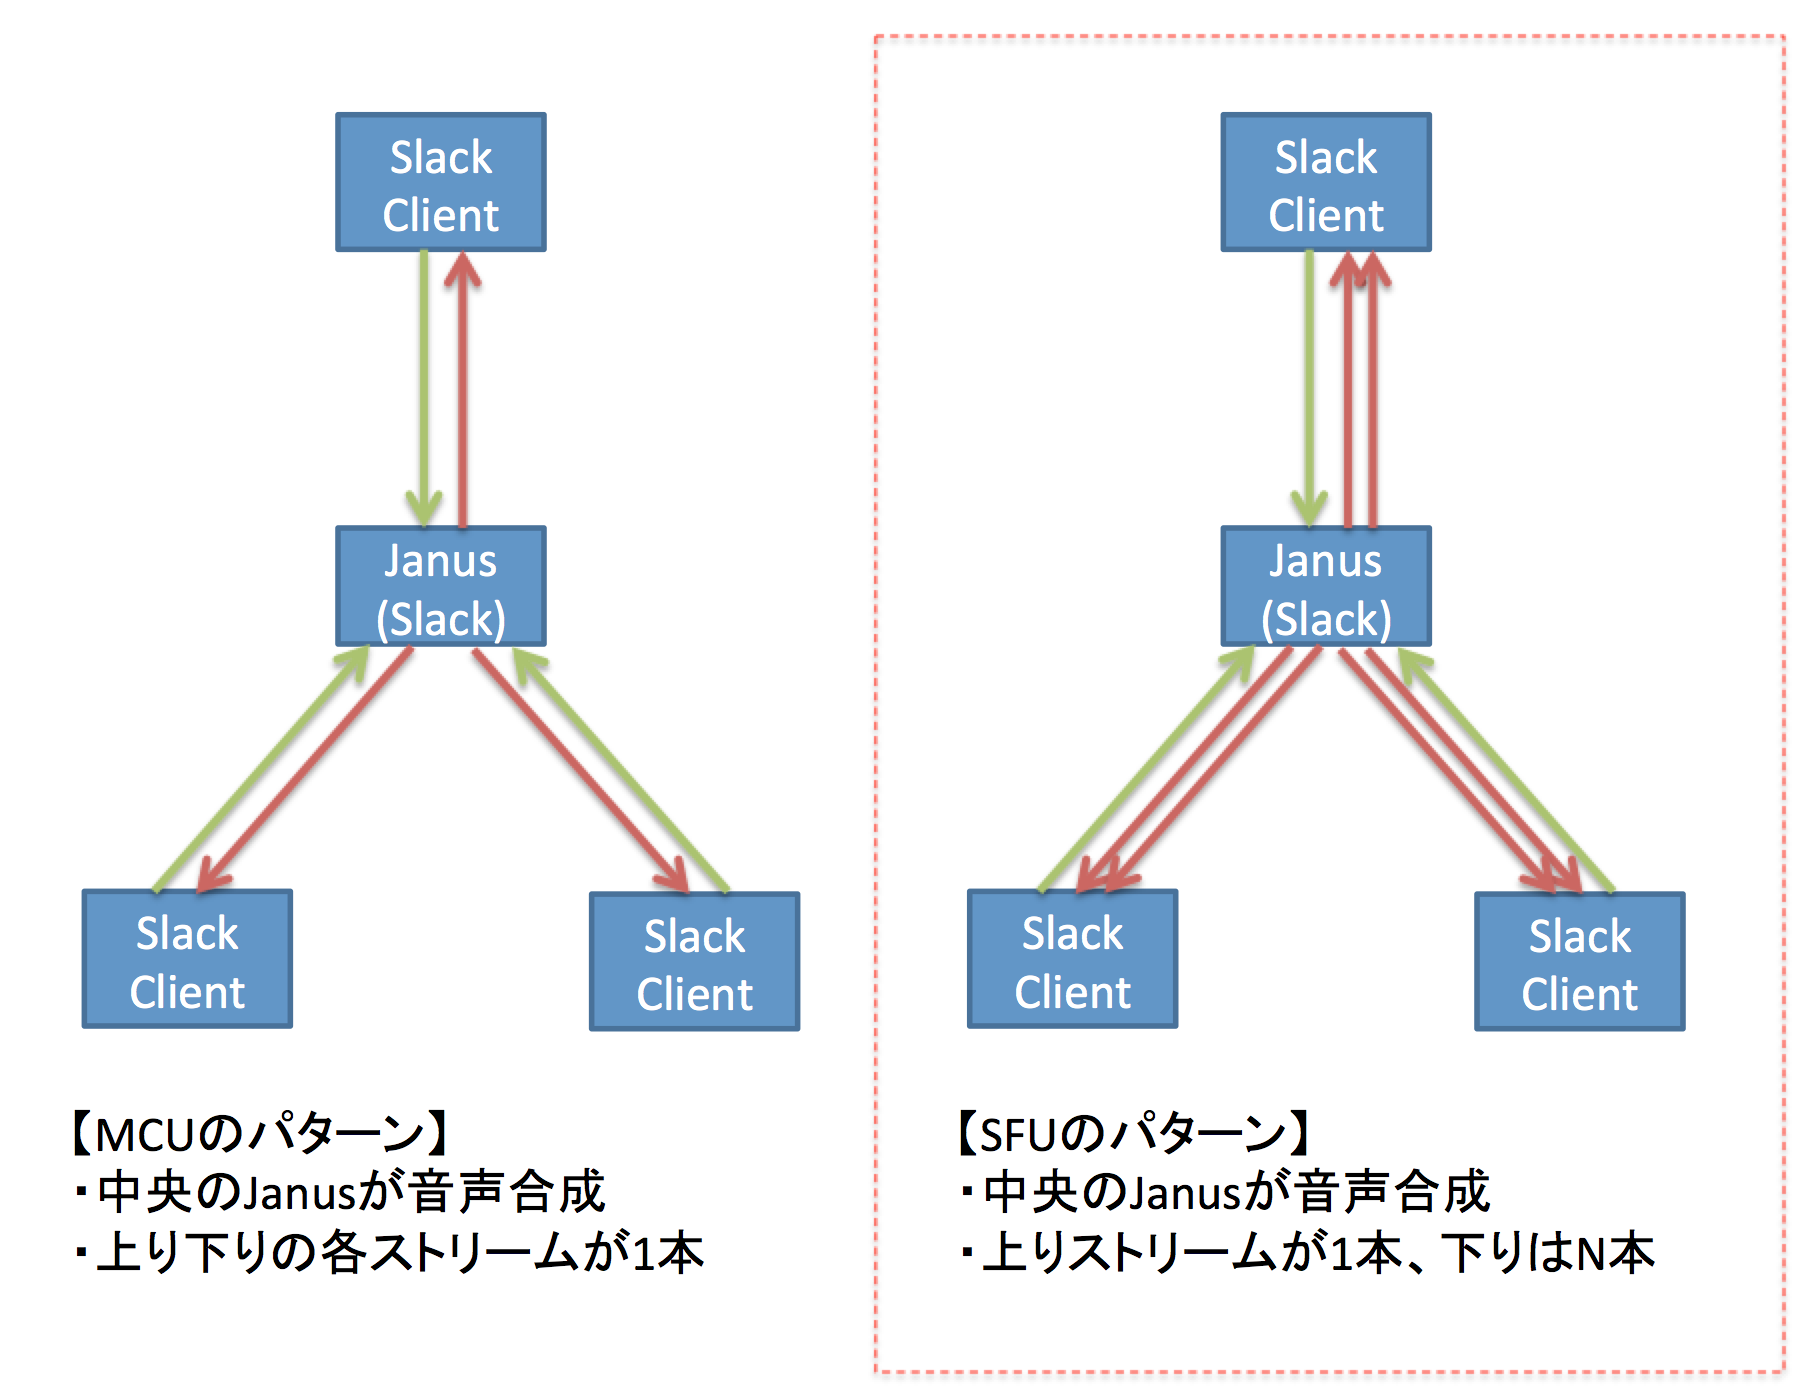 Slack
Client
Janus
(Slack)
Slack
Client
Slack
Client
【MCUのパターン】
・中央のJanusが音声合成
・上り下りの各ストリームが1本
Slack
Client
Janus
(Slack)
Slack
Client
Slack
Client
【SFUのパターン】
・中央のJanusが音声合成
・上りストリームが1本、下りはN本